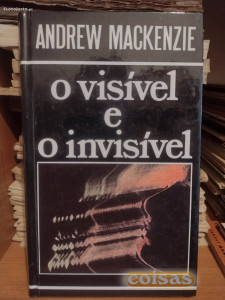 ANDREW MACKENZIE
o visível
e
o invisível
coisas